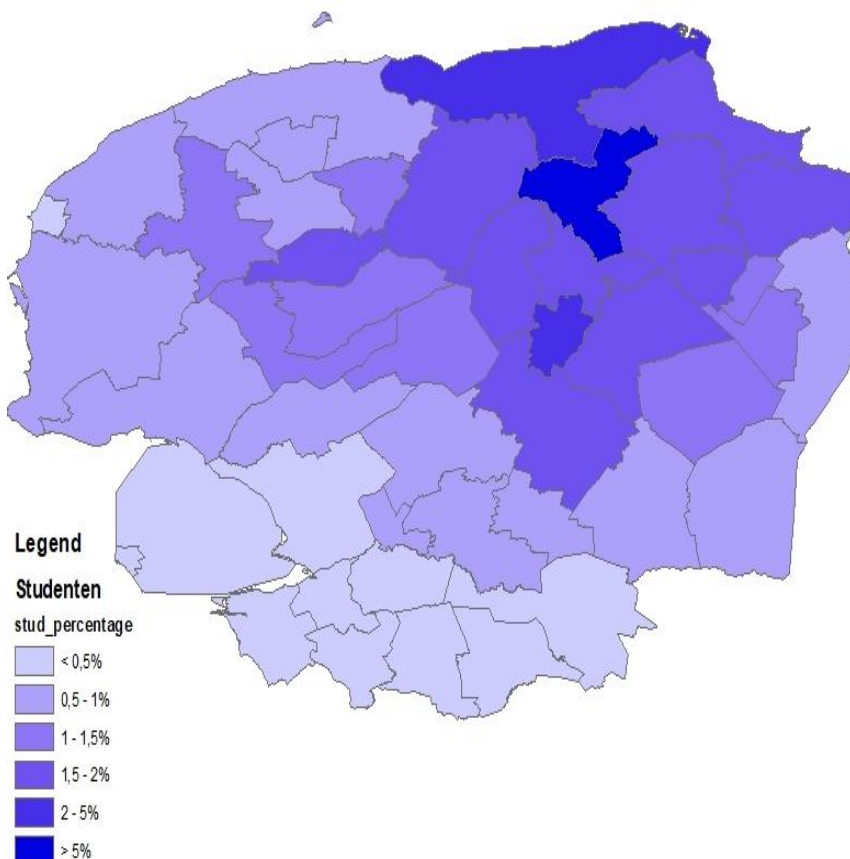 Legend
Studenten
stud_percentage
< 0,5%
0,5 - 1%
1 - 1,5%
1,5 - 2%
2 - 5%
> 5%